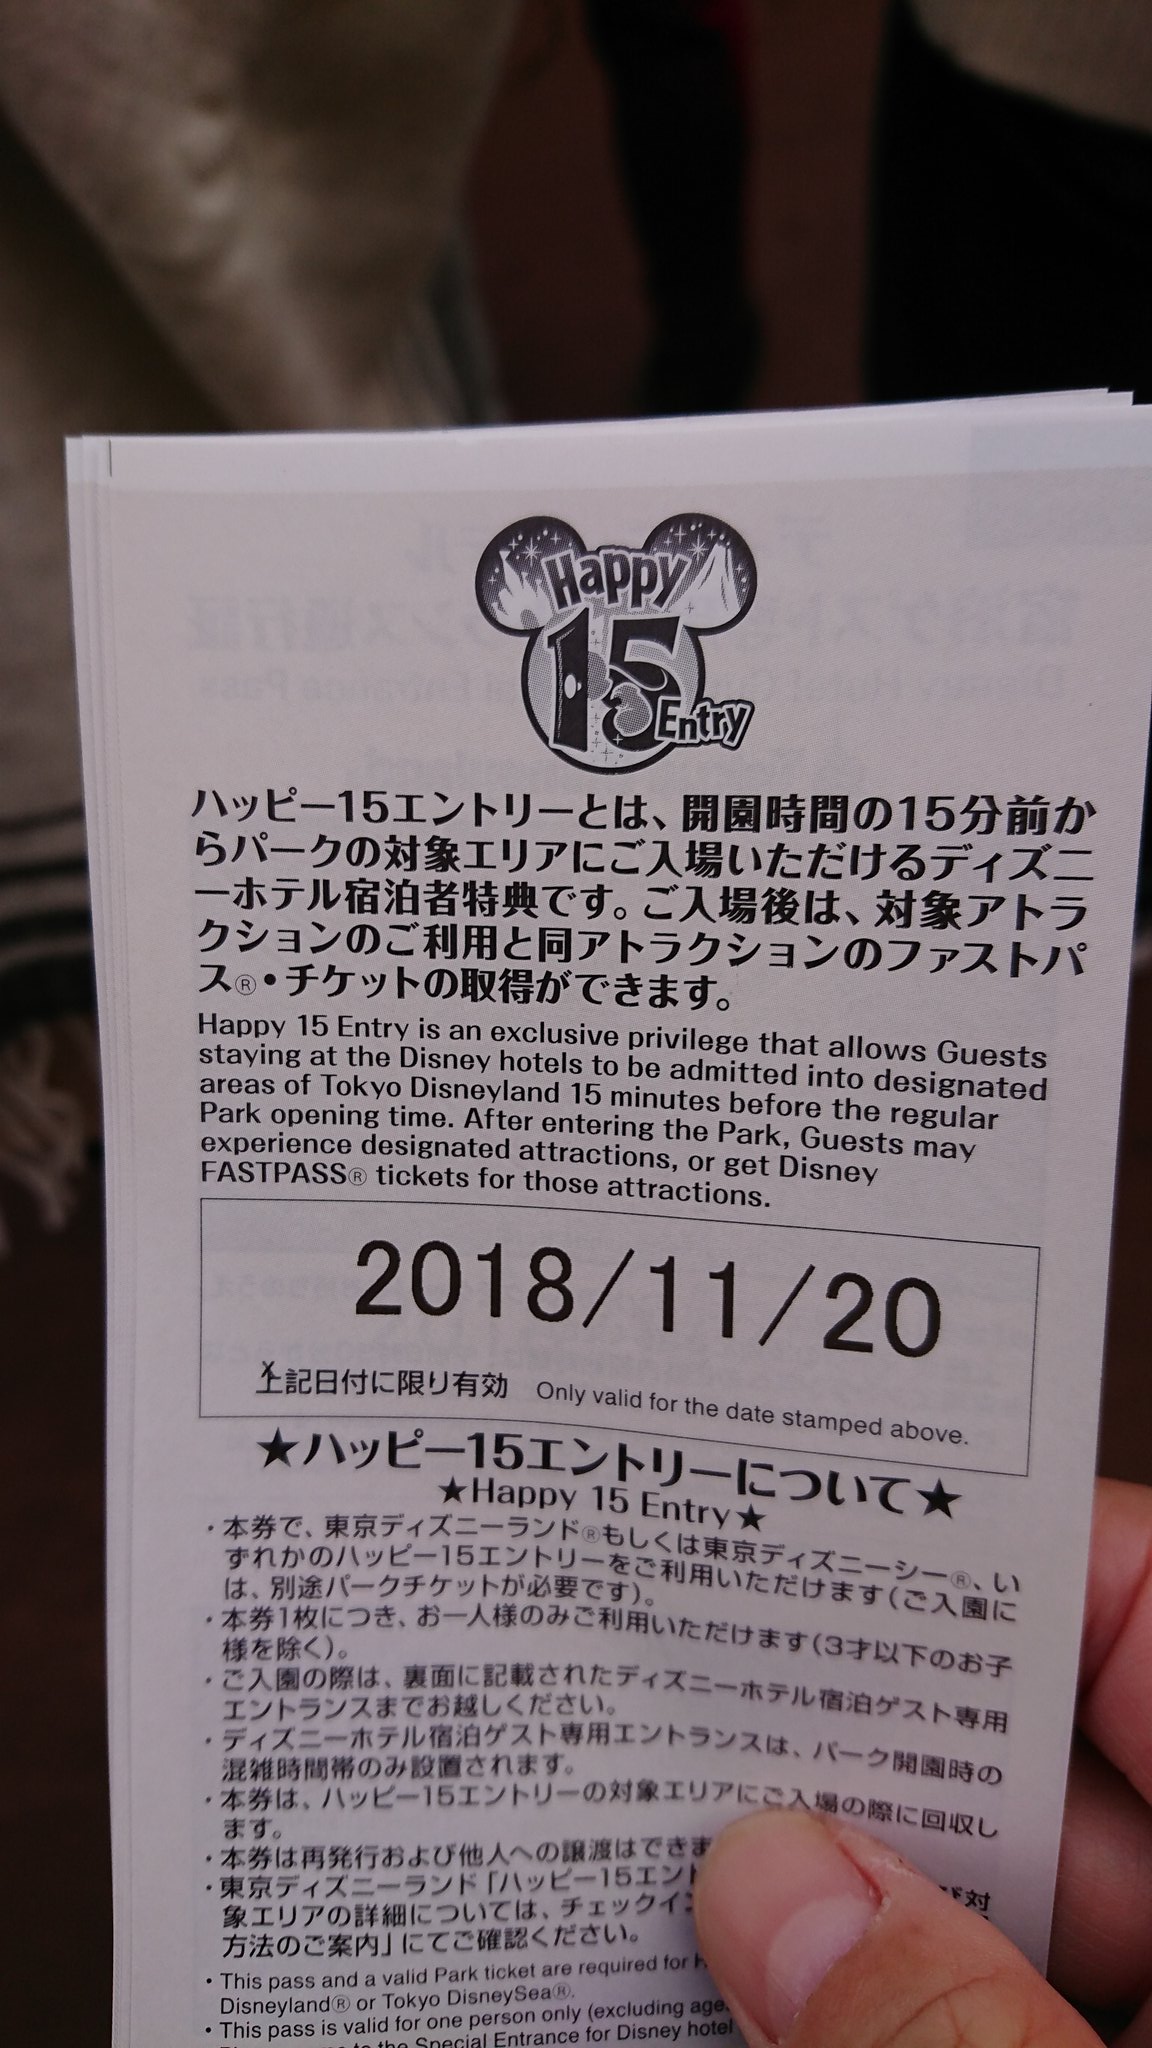 Happy
15
Entry
ハッピー15エントリーとは、開園時間の15分前か
らパークの対象エリアにご入場いただけるディズニ
ーホテル宿泊者特典です。ご入場後は、対象アトラ
クションのご利用と同アトラクションのファストパ
ス®・チケットの取得ができます。
Happy 15 Entry is an exclusive privilege that allows Guests
staying at the Disney hotels to be admitted into designated
areas of Tokyo Disneyland 15 minutes before the regular
Park opening time. After entering the Park, Guests may
experience designated attractions, or get Disney
FASTPASS® tickets for those attractions.
2018/11/20
上記日付に限り有効 Only valid for the date stamped above.
★ハッピー15エントリーについて★
★Happy 15 Entry★
・本券で、東京ディズニーランド®もしくは東京ディズニーシー®、い
ずれかのハッピー15エントリーをご利用いただけます(ご入園に
は、別途パークチケットが必要です)。
・本券1枚につき、お一人様のみご利用いただけます(3才以下のお子
様を除く)。
・ご入園の際は、裏面に記載されたディズニーホテル宿泊ゲスト専用
エントランスまでお越しください。
・ディズニーホテル宿泊ゲスト専用エントランスは、パーク開園時の
混雑時間帯のみ設置されます。
・本券は、ハッピー15エントリーの対象エリアにご入場の際に回収し
ます。
・本券は再発行および他人への譲渡はできま
・東京ディズニーランド「ハッピー15エント び対
象エリアの詳細については、チェックイン
方法のご案内」にてご確認ください。
• This pass and a valid Park ticket are required for
Disneyland® or Tokyo DisneySea®.
• This pass is valid for one person only (excluding
to the Special Entrance for Disney hotel